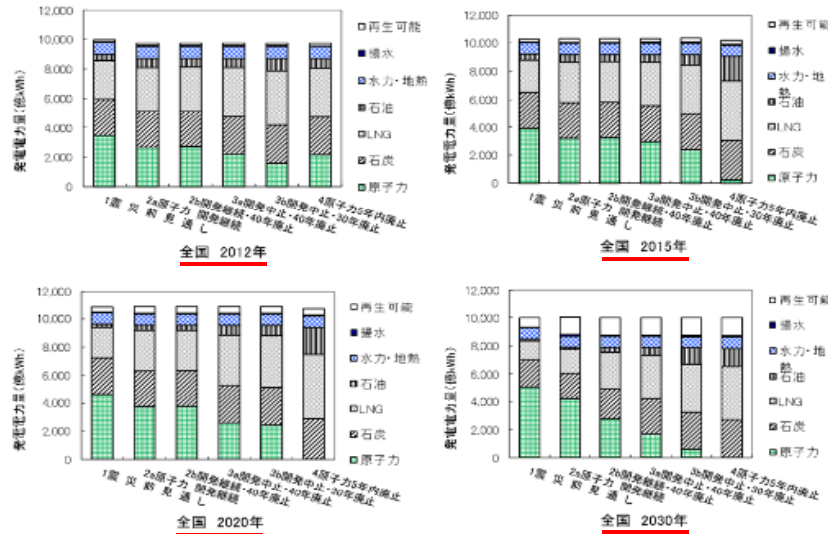 発電電力量(億kWh)
12,000
10,000
8,000
6,000
4,000
2,000
0
再生可能
揚水
水力・地熱
石油
LNG
石炭
原子力
1震災前見通し
2a原子力開発継続
2b開発継続・40年廃止
3a開発中止・40年廃止
3b開発中止・30年廃止
4原子力5年内廃止
全国 2012年
発電電力量(億kWh)
12,000
10,000
8,000
6,000
4,000
2,000
0
再生可能
揚水
水力・地
熱
石油
LNG
石炭
原子力
1震災前見通し
2a原子力開発継続
2b開発継続・40年廃止
3a開発中止・40年廃止
3b開発中止・30年廃止
4原子力5年内廃止
全国 2015年
発電電力量(億kWh)
12,000
10,000
8,000
6,000
4,000
2,000
0
再生可能
揚水
水力・地熱
石油
LNG
石炭
原子力
1震災前見通し
2a原子力開発継続
2b開発継続・40年廃止
3a開発中止・40年廃止
3b開発中止・30年廃止
4原子力5年内廃止
全国 2020年
発電電力量(億kWh)
12,000
10,000
8,000
6,000
4,000
2,000
0
再生可能
揚水
水力・地
熱
石油
LNG
石炭
原子力
1震災前見通し
2a原子力開発継続
2b開発継続・40年廃止
3a開発中止・40年廃止
3b開発中止・30年廃止
4原子力5年内廃止
全国 2030年